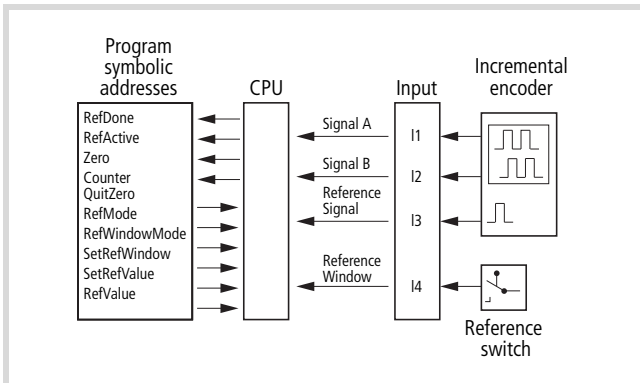 Program
symbolic
addresses
CPU
Input
Incremental
encoder
RefDone
RefActive
Zero
Counter
QuitZero
RefMode
RefWindowMode
SetRefWindow
SetRefValue
RefValue
Signal A
Signal B
Reference
Signal
Reference
Window
I1
I2
I3
I4
Reference
switch